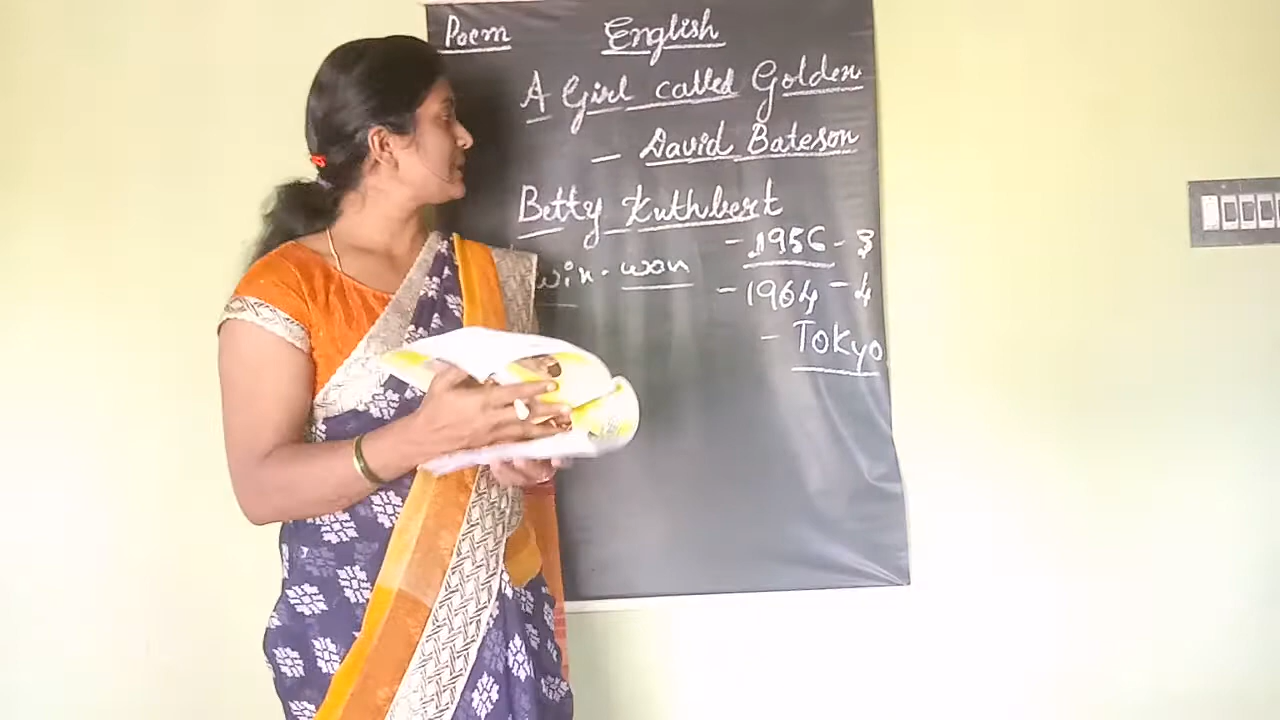 Poem English
A Girl called Golden
- David Bateson
Betty Kuthbert
- 1956 - 3
win - won
- 1964 - 4
- Tokyo